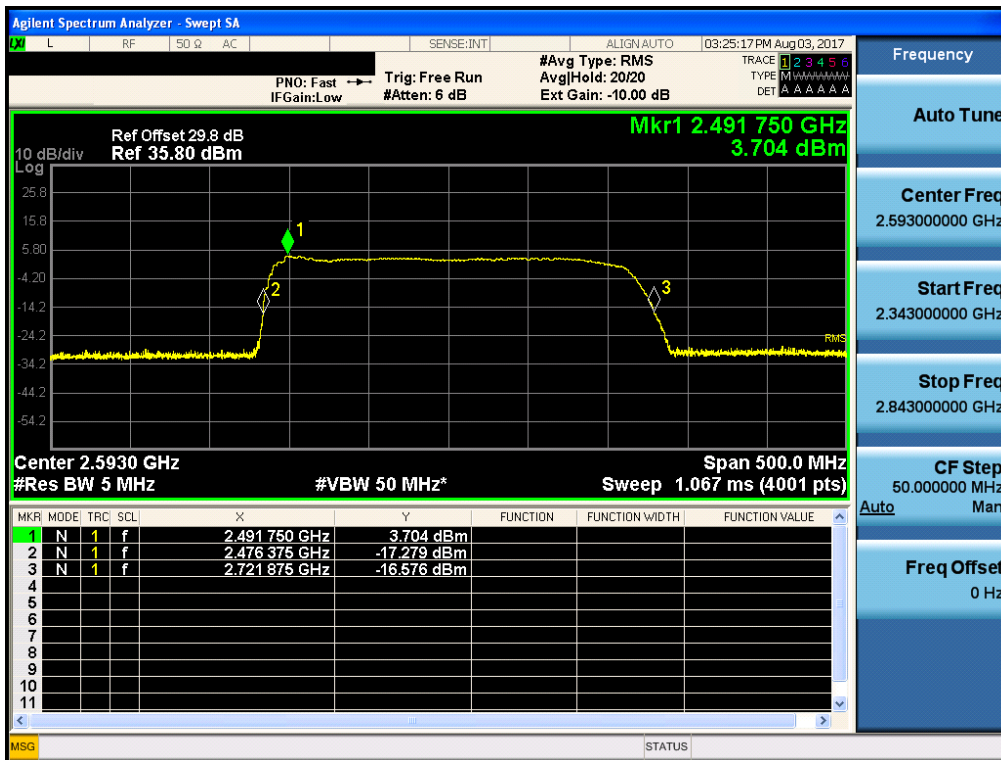 Agilent Spectrum Analyzer - Swept SA
LXI L RF 50 Ω AC SENSE:INT ALIGN AUTO 03:25:17 PM Aug 03, 2017
PNO: Fast
IFGain:Low
Trig: Free Run
#Atten: 6 dB
#Avg Type: RMS
Avg|Hold: 20/20
Ext Gain: -10.00 dB
TRACE 1 2 3 4 5 6
TYPE M
DET A A A A A A
Frequency
Auto Tune
Center Freq
2.593000000 GHz
Start Freq
2.343000000 GHz
Stop Freq
2.843000000 GHz
CF Step
50.000000 MHz
Auto Man
Freq Offset
0 Hz
Mkr1 2.491 750 GHz
3.704 dBm
Ref Offset 29.8 dB
10 dB/div Ref 35.80 dBm
Log
25.8
15.8
5.80
-4.20
-14.2
-24.2
-34.2
-44.2
-54.2
1
2
3
RMS
Center 2.5930 GHz Span 500.0 MHz
#Res BW 5 MHz #VBW 50 MHz* Sweep 1.067 ms (4001 pts)
MKR MODE TRC SCL X Y FUNCTION FUNCTION WIDTH FUNCTION VALUE
1 N 1 f 2.491 750 GHz 3.704 dBm
2 N 1 f 2.476 375 GHz -17.279 dBm
3 N 1 f 2.721 875 GHz -16.576 dBm
4
5
6
7
8
9
10
11
MSG STATUS